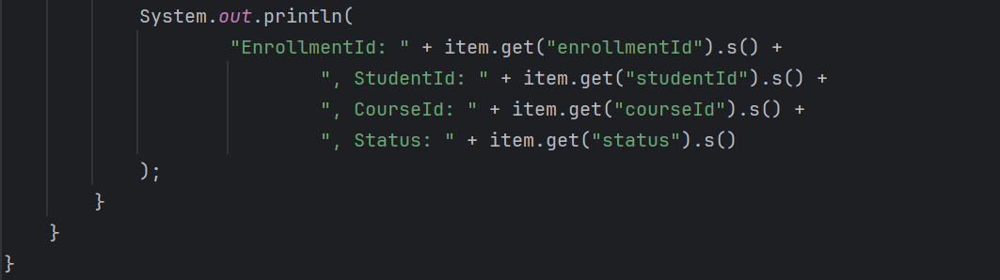 System.out.println(
"EnrollmentId: " + item.get("enrollmentId").s() +
", StudentId: " + item.get("studentId").s() +
", CourseId: " + item.get("courseId").s() +
", Status: " + item.get("status").s()
);
}
}
}